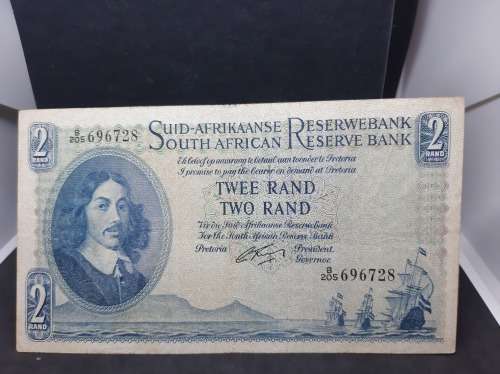 2
B/205 696728
SUID-AFRIKAANSE RESERWEBANK
SOUTH AFRICAN RESERVE BANK
2
RAND
Ek beloof op aanvraag te betaal aan toonder te Pretoria
I promise to pay the bearer on demand at Pretoria
TWEE RAND
TWO RAND
Vir die Suid-Afrikaanse Reserwebank
For the South African Reserve Bank
Pretoria
President.
Governor.
B/205 696728
2
RAND